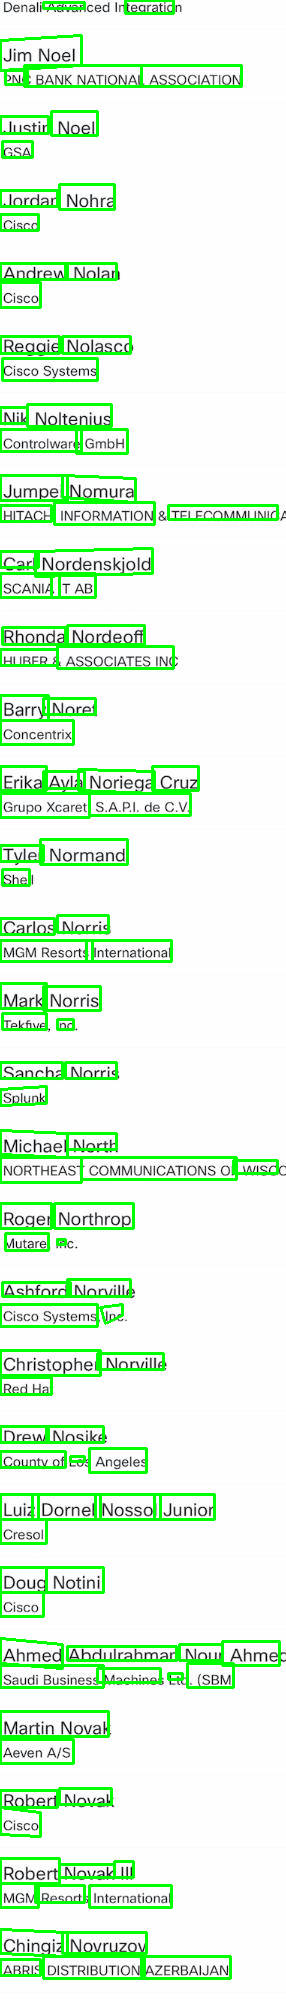 Denali Advanced Integration
Jim Noel
PNC BANK NATIONAL ASSOCIATION
Justin Noel
GSA
Jordan Nohra
Cisco
Andrew Nolan
Cisco
Reggie Nolasco
Cisco Systems
Nik Noltenius
Controlware GmbH
Jumpei Nomura
HITACHI INFORMATION & TELECOMMUNICA
Carl Nordenskjold
SCANIA IT AB
Rhonda Nordeoff
HUBER & ASSOCIATES INC
Barry Noret
Concentrix
Erika Ayla Noriega Cruz
Grupo Xcaret S.A.P.I. de C.V.
Tyler Normand
Shell
Carlos Norris
MGM Resorts International
Mark Norris
Tekfive, Inc.
Sancha Norris
Splunk
Michael North
NORTHEAST COMMUNICATIONS OF WISCO
Roger Northrop
Mutare Inc.
Ashford Norville
Cisco Systems, Inc.
Christopher Norville
Red Hat
Drew Nosike
County of Los Angeles
Luiz Dornel Nosso Junior
Cresol
Doug Notini
Cisco
Ahmed Abdulrahman Nour Ahmed
Saudi Business Machines Ltd. (SBM
Martin Novak
Aeven A/S
Robert Novak
Cisco
Robert Novak III
MGM Resorts International
Chingiz Novruzov
ABRIS DISTRIBUTION AZERBAIJAN